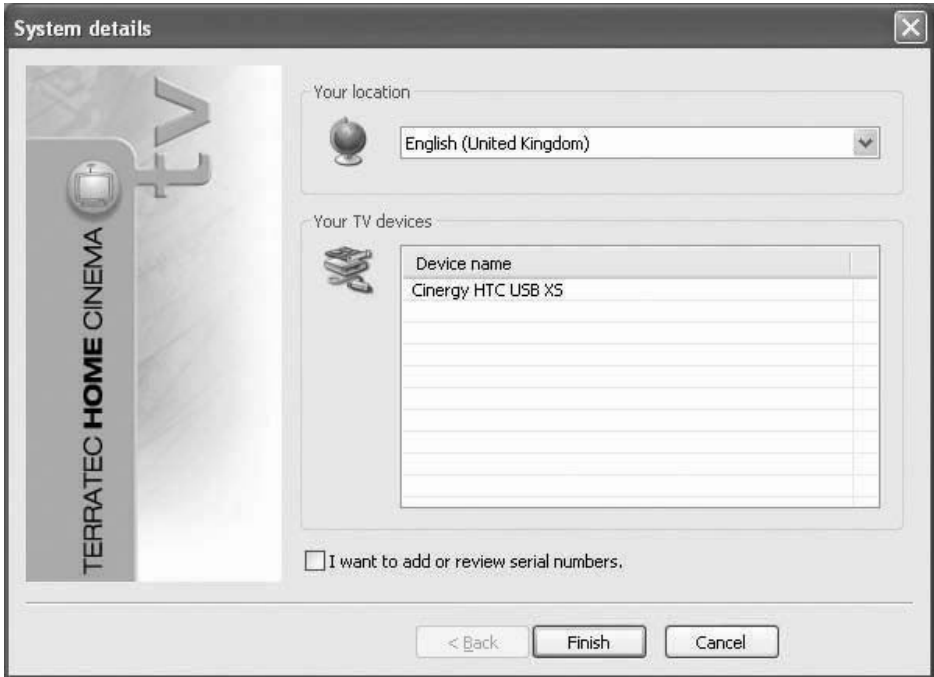 System details
tv
TERRATEC HOME CINEMA
Your location
English (United Kingdom)
Your TV devices
Device name
Cinergy HTC USB XS
I want to add or review serial numbers.
< Back
Finish
Cancel